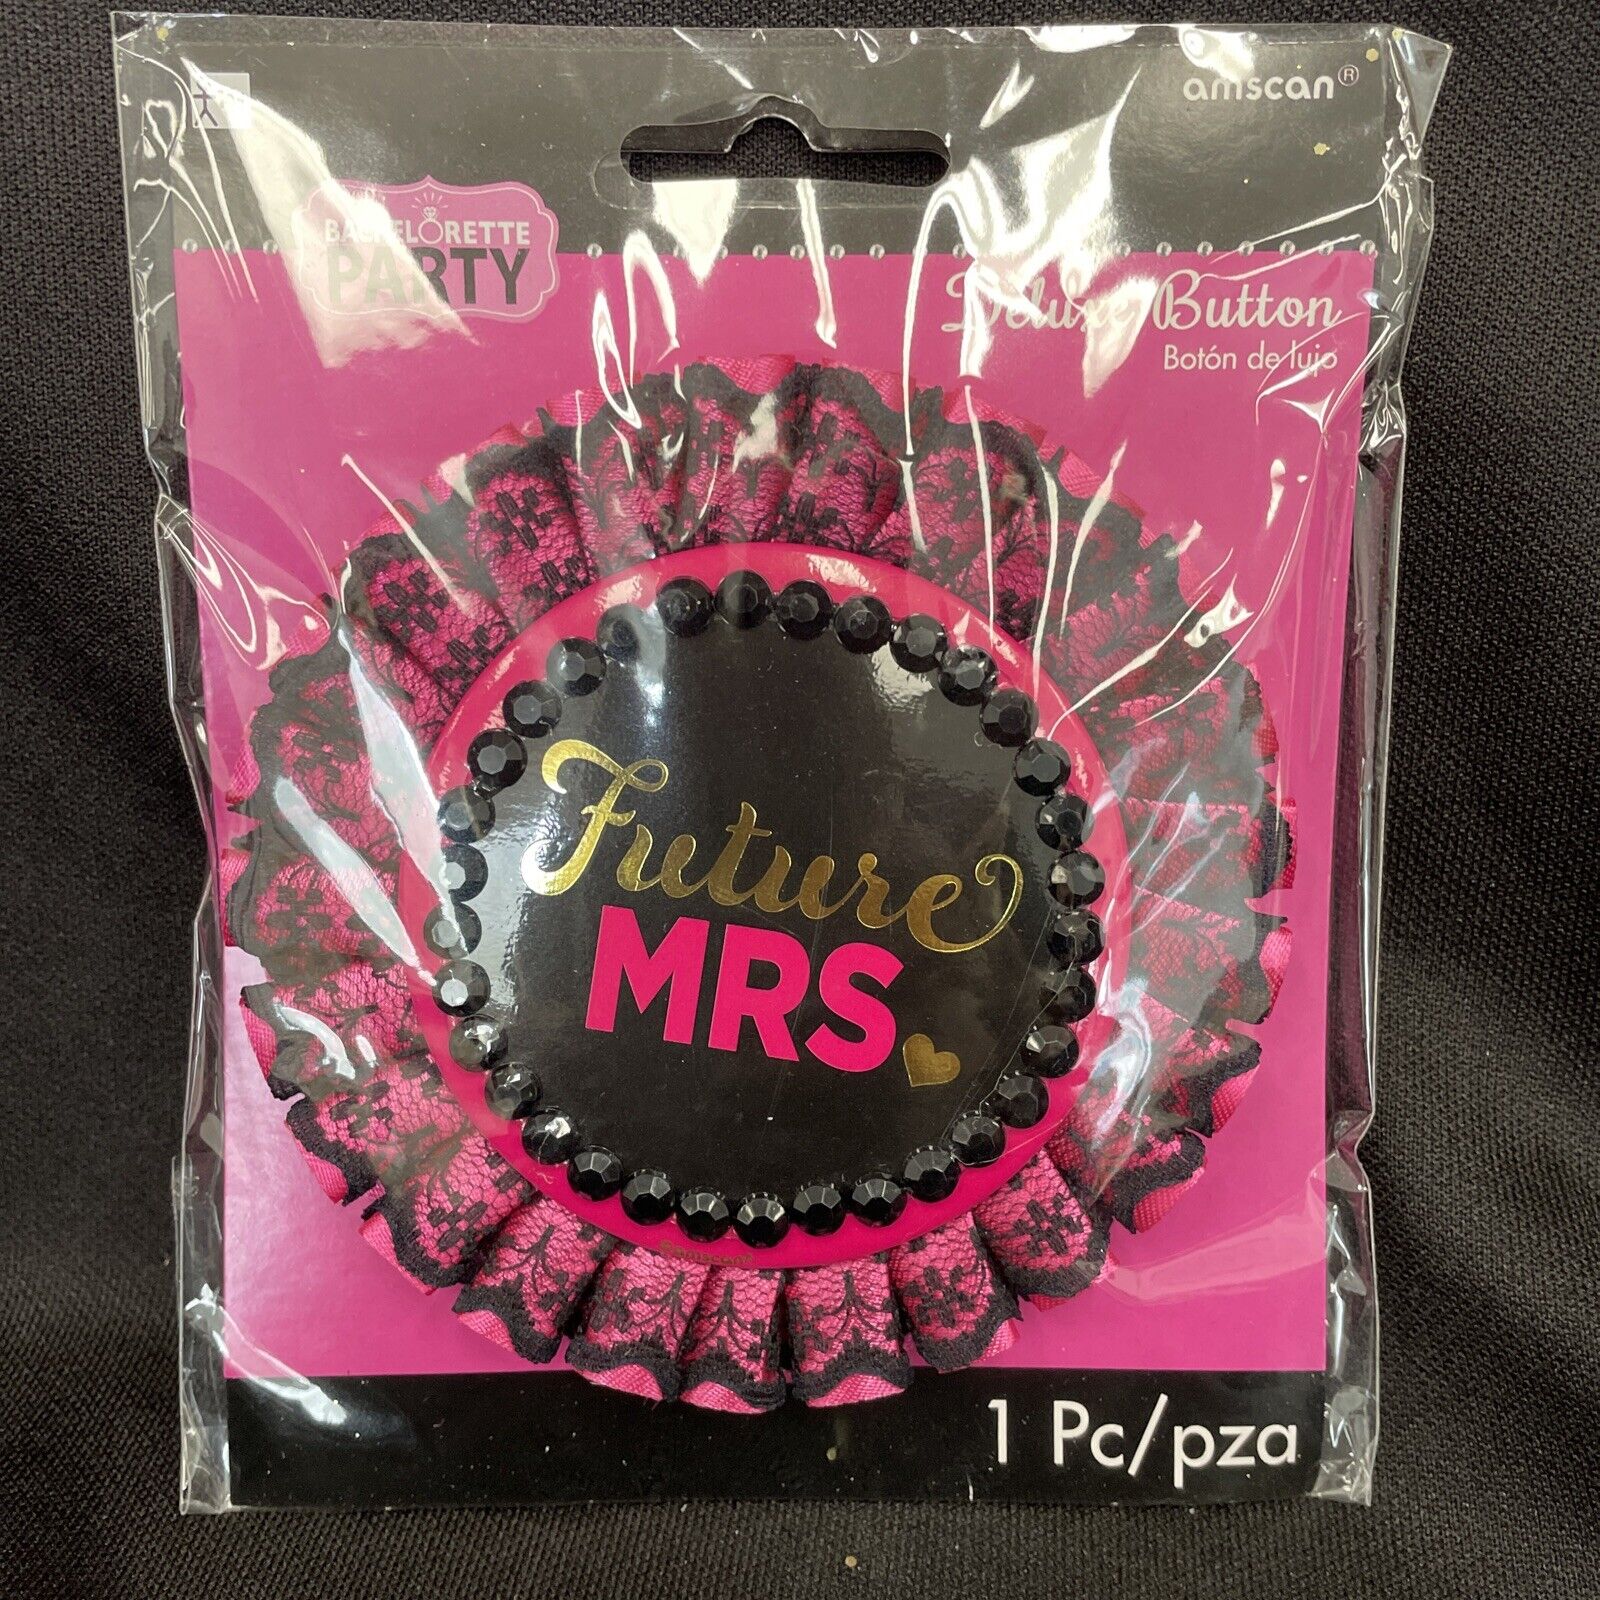 amscan®
BACHELORETTE
PARTY
Deluxe Button
Botón de lujo
Future
MRS
1 Pc/pza